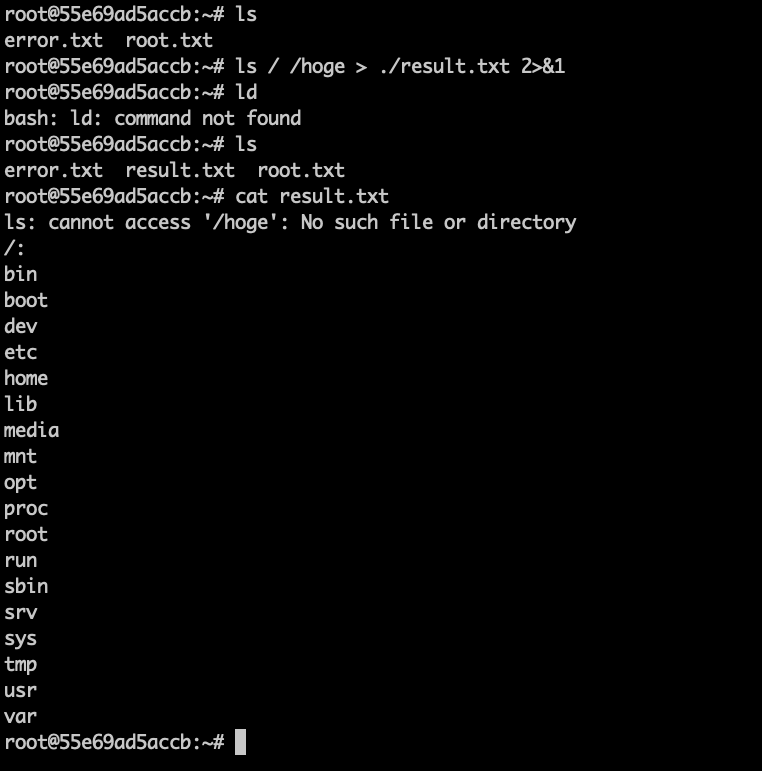 root@55e69ad5accb:~# ls
error.txt  root.txt
root@55e69ad5accb:~# ls / /hoge > ./result.txt 2>&1
root@55e69ad5accb:~# ld
bash: ld: command not found
root@55e69ad5accb:~# ls
error.txt  result.txt  root.txt
root@55e69ad5accb:~# cat result.txt
ls: cannot access '/hoge': No such file or directory
/:
bin
boot
dev
etc
home
lib
media
mnt
opt
proc
root
run
sbin
srv
sys
tmp
usr
var
root@55e69ad5accb:~#